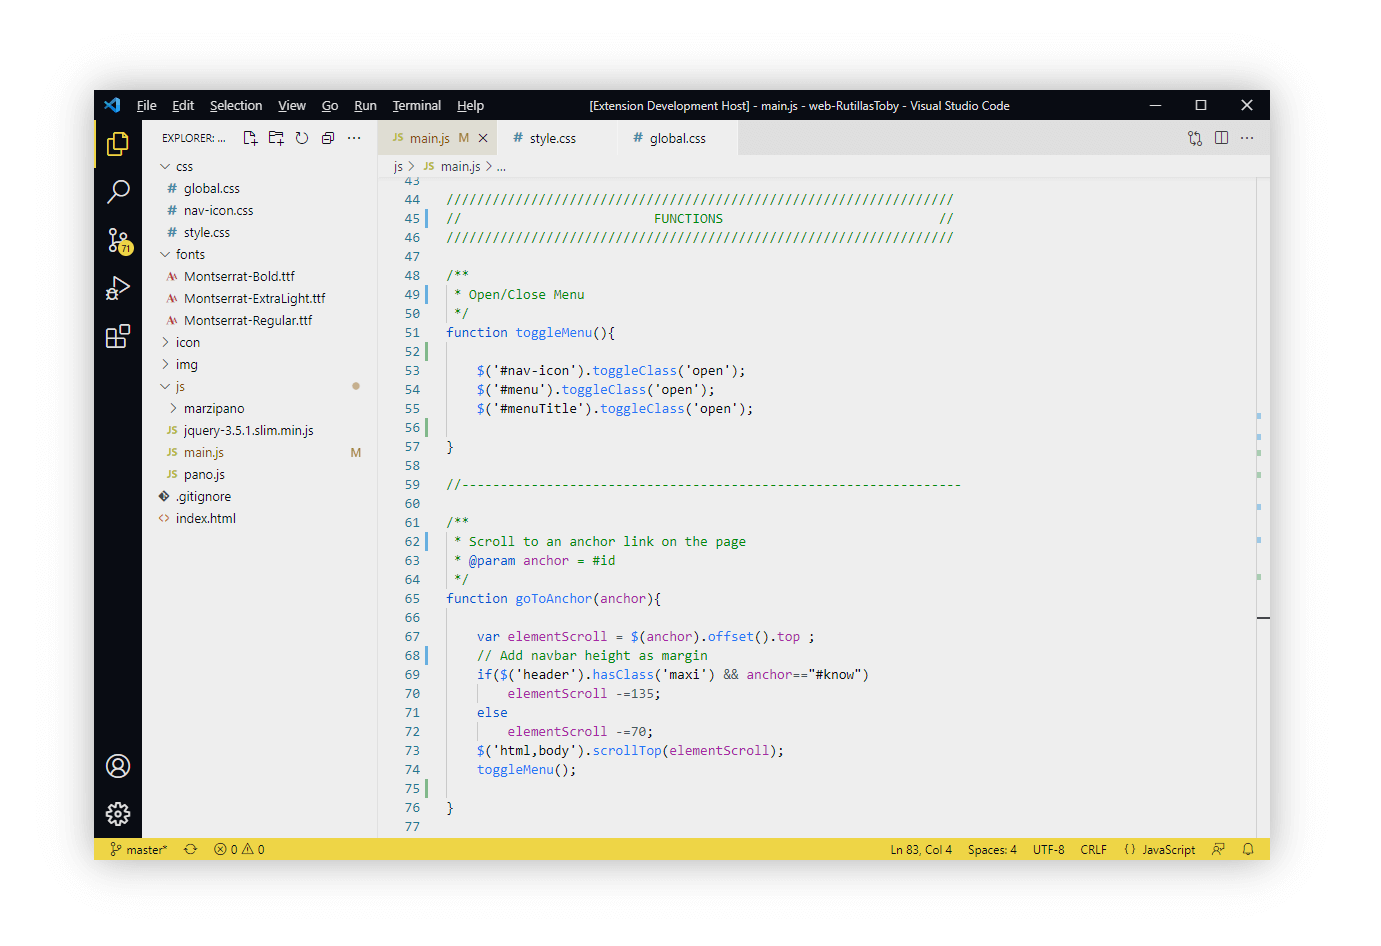 File Edit Selection View Go Run Terminal Help [Extension Development Host] - main.js - web-RutillasToby - Visual Studio Code
EXPLORER: ...
css
# global.css
# nav-icon.css
# style.css
fonts
Montserrat-Bold.ttf
Montserrat-ExtraLight.ttf
Montserrat-Regular.ttf
icon
img
js
marzipano
JS jquery-3.5.1.slim.min.js
JS main.js M
JS pano.js
.gitignore
<> index.html
71
JS main.js M # style.css # global.css
js > JS main.js > ...
43
44 //////////////////////////////////////////////////////////////////
45 // FUNCTIONS //
46 //////////////////////////////////////////////////////////////////
47
48 /**
49 * Open/Close Menu
50 */
51 function toggleMenu(){
52
53 $('#nav-icon').toggleClass('open');
54 $('#menu').toggleClass('open');
55 $('#menuTitle').toggleClass('open');
56
57 }
58
59 //-----------------------------------------------------------------
60
61 /**
62 * Scroll to an anchor link on the page
63 * @param anchor = #id
64 */
65 function goToAnchor(anchor){
66
67 var elementScroll = $(anchor).offset().top ;
68 // Add navbar height as margin
69 if($('header').hasClass('maxi') && anchor=="#know")
70 elementScroll -=135;
71 else
72 elementScroll -=70;
73 $('html,body').scrollTop(elementScroll);
74 toggleMenu();
75
76 }
77
master* 0 0 Ln 83, Col 4 Spaces: 4 UTF-8 CRLF {} JavaScript